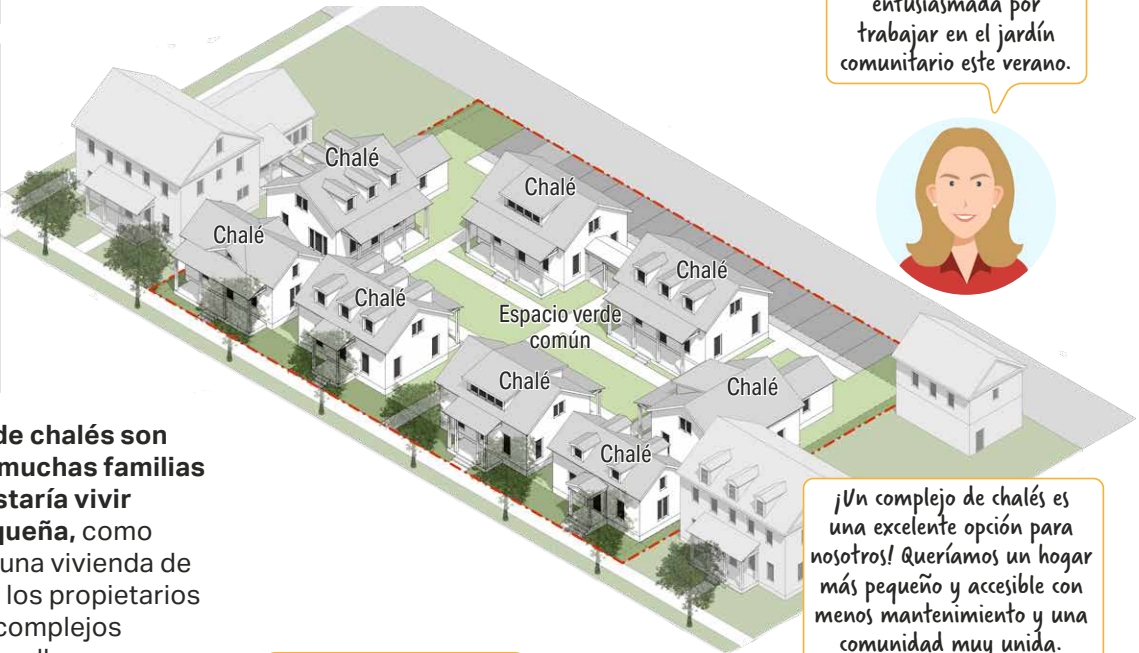 entusiasmada por
trabajar en el jardín
comunitario este verano.
Chalé
Chalé
Chalé
Chalé
Chalé
Espacio verde
común
Chalé
Chalé
Chalé
de chalés son
muchas familias
staría vivir
queña, como
una vivienda de
los propietarios
complejos
¡Un complejo de chalés es
una excelente opción para
nosotros! Queríamos un hogar
más pequeño y accesible con
menos mantenimiento y una
comunidad muy unida.